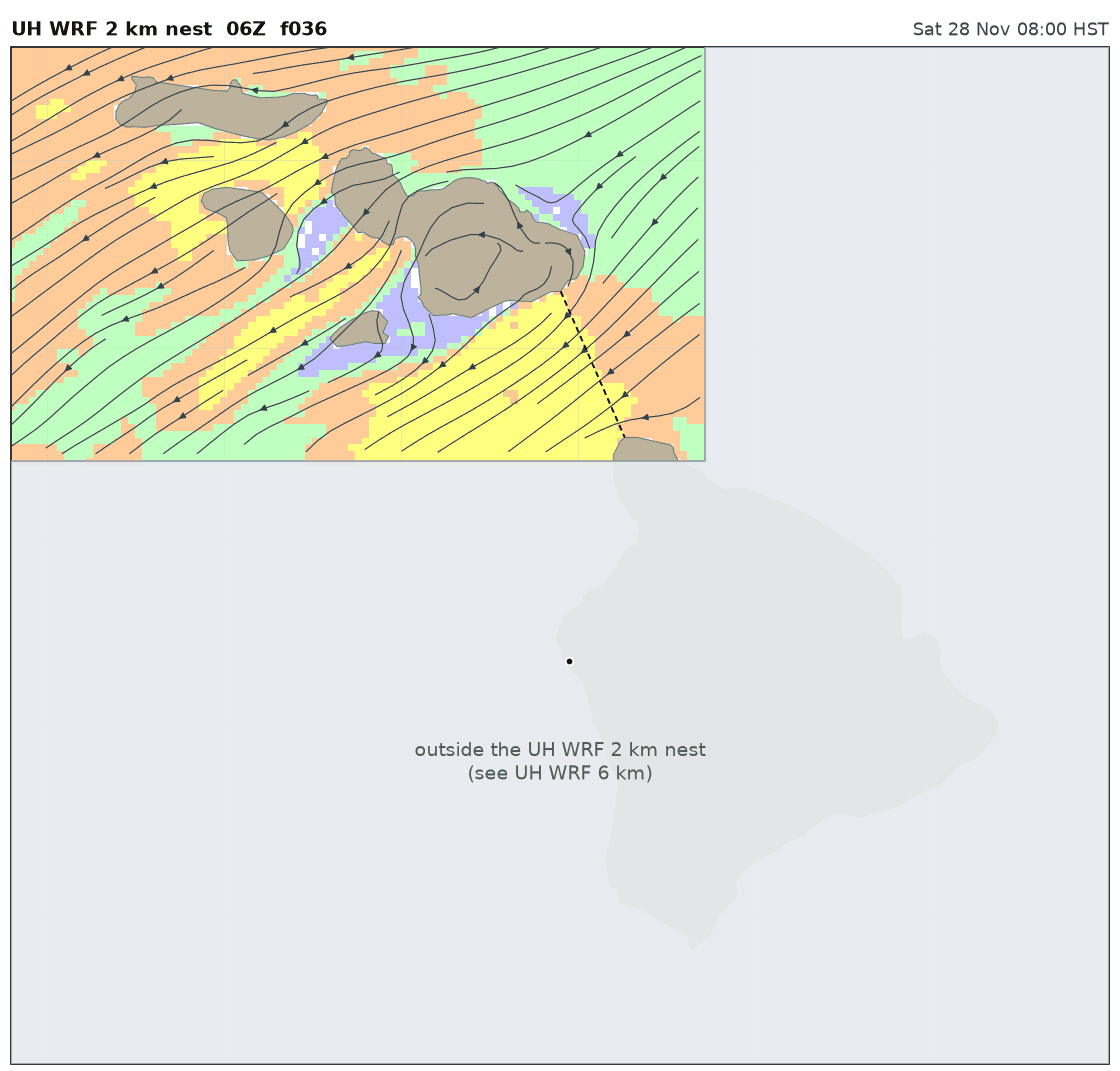 UH WRF 2 km nest  06Z  f036
Sat 28 Nov 08:00 HST
outside the UH WRF 2 km nest
(see UH WRF 6 km)